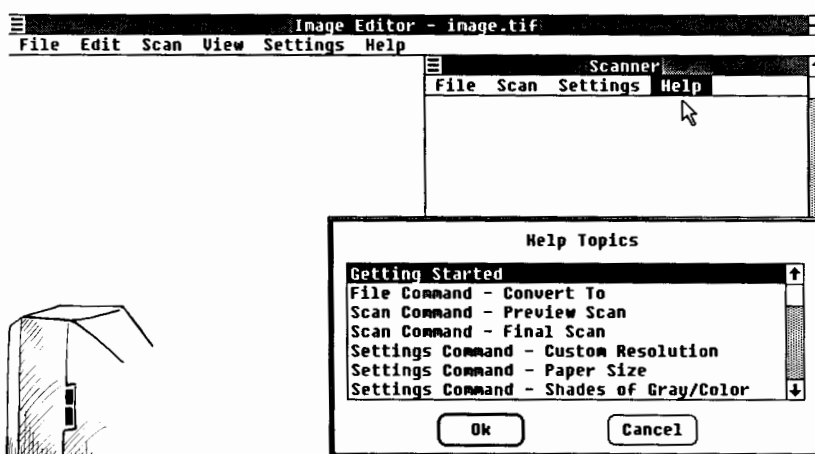 Image Editor - image.tif
File Edit Scan View Settings Help
Scanner
File Scan Settings Help
Help Topics
Getting Started
File Command - Convert To
Scan Command - Preview Scan
Scan Command - Final Scan
Settings Command - Custom Resolution
Settings Command - Paper Size
Settings Command - Shades of Gray/Color
Ok Cancel